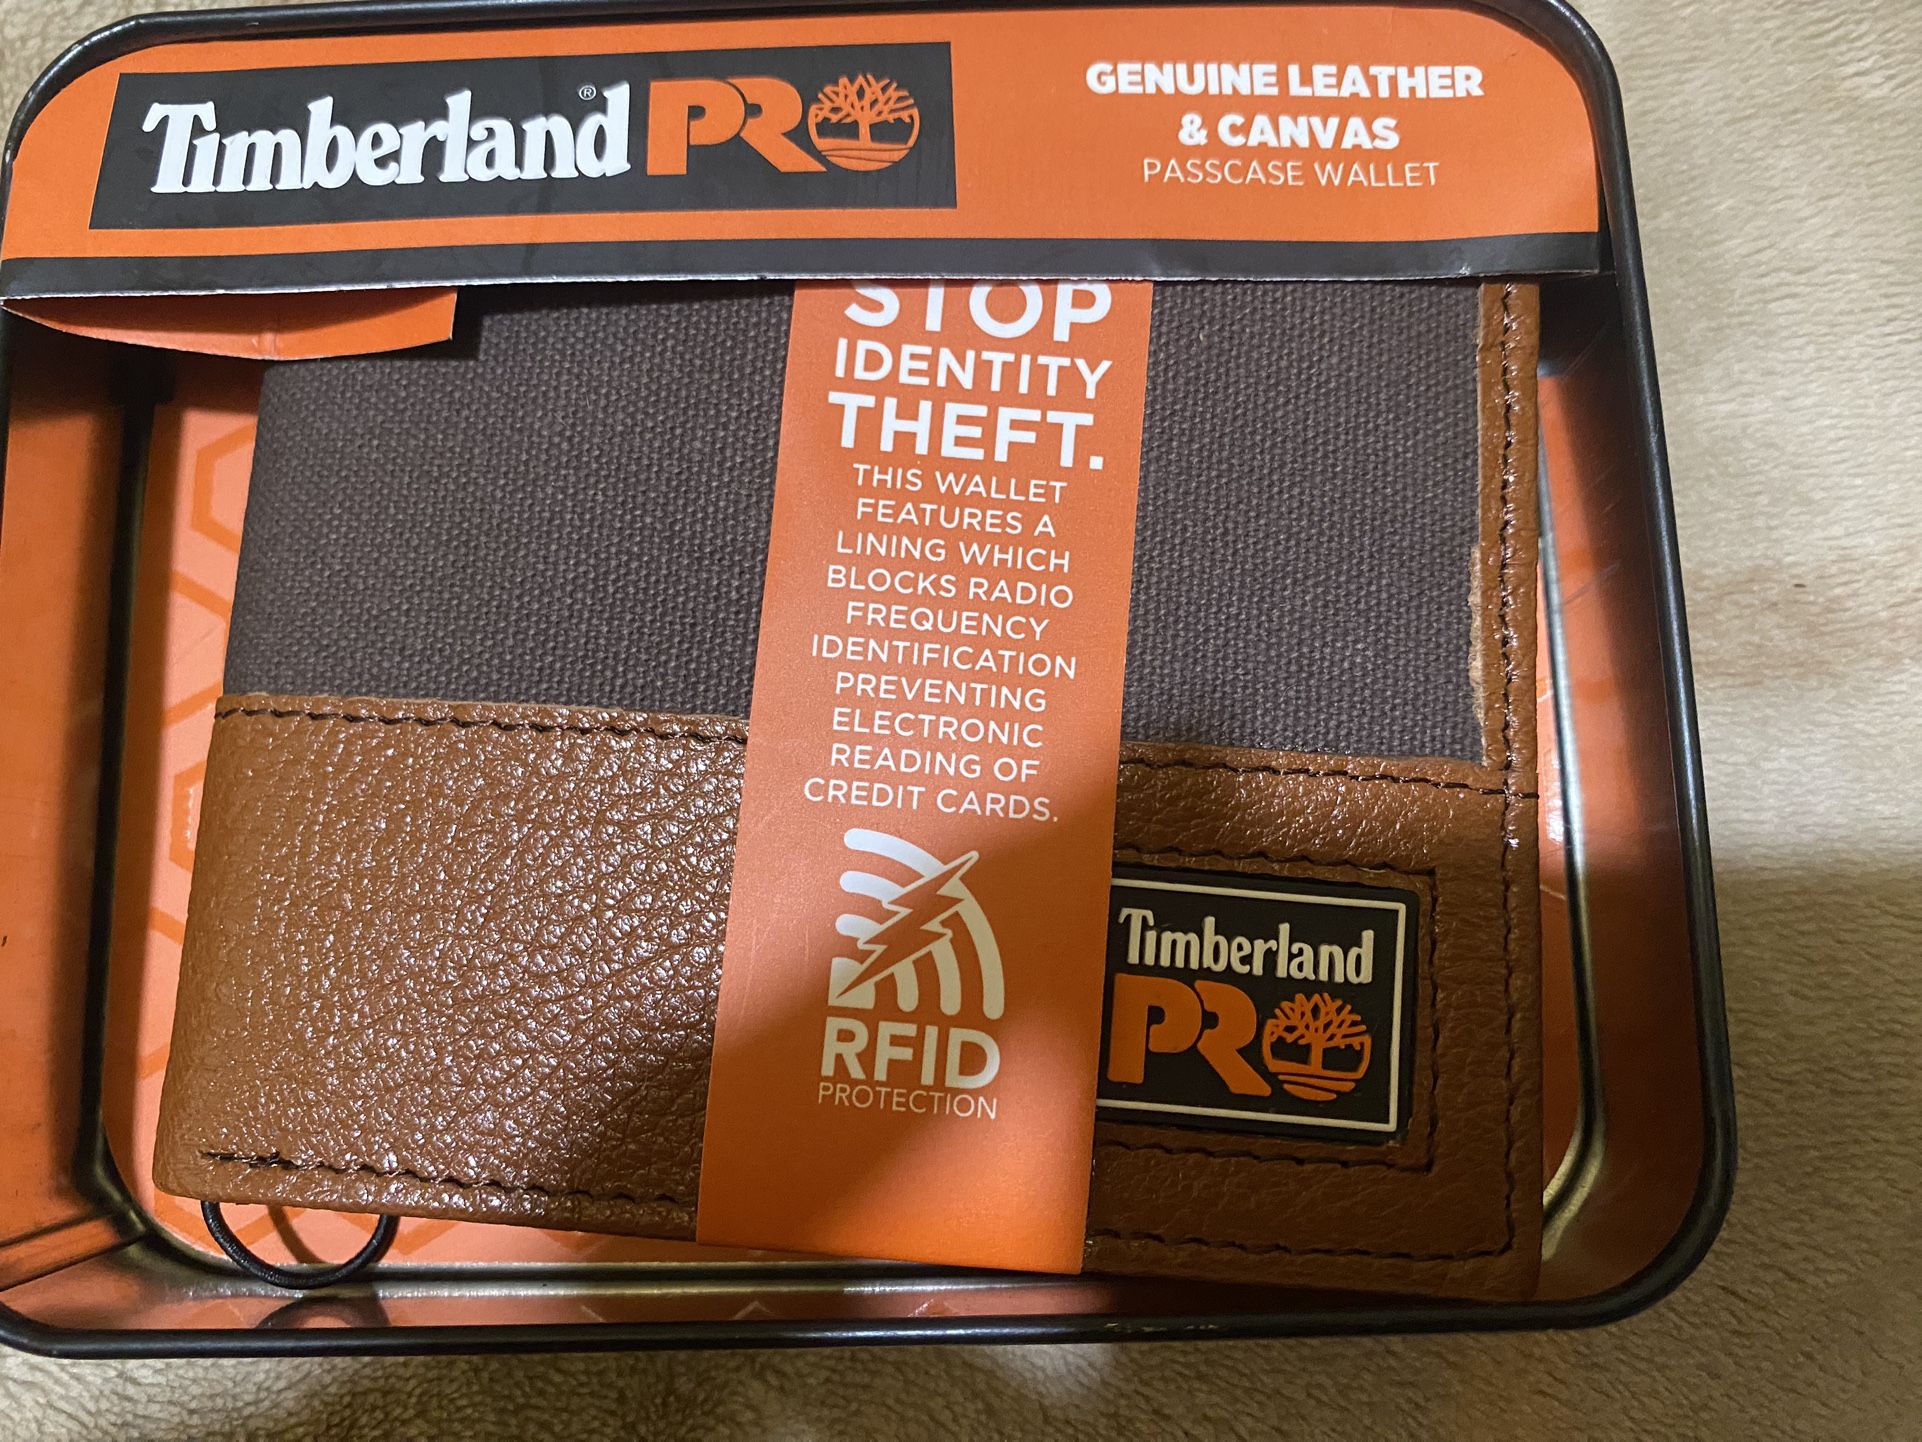 Timberland® PRO
GENUINE LEATHER
& CANVAS
PASSCASE WALLET
STOP
IDENTITY
THEFT.
THIS WALLET
FEATURES A
LINING WHICH
BLOCKS RADIO
FREQUENCY
IDENTIFICATION
PREVENTING
ELECTRONIC
READING OF
CREDIT CARDS.
RFID
PROTECTION
Timberland
PRO